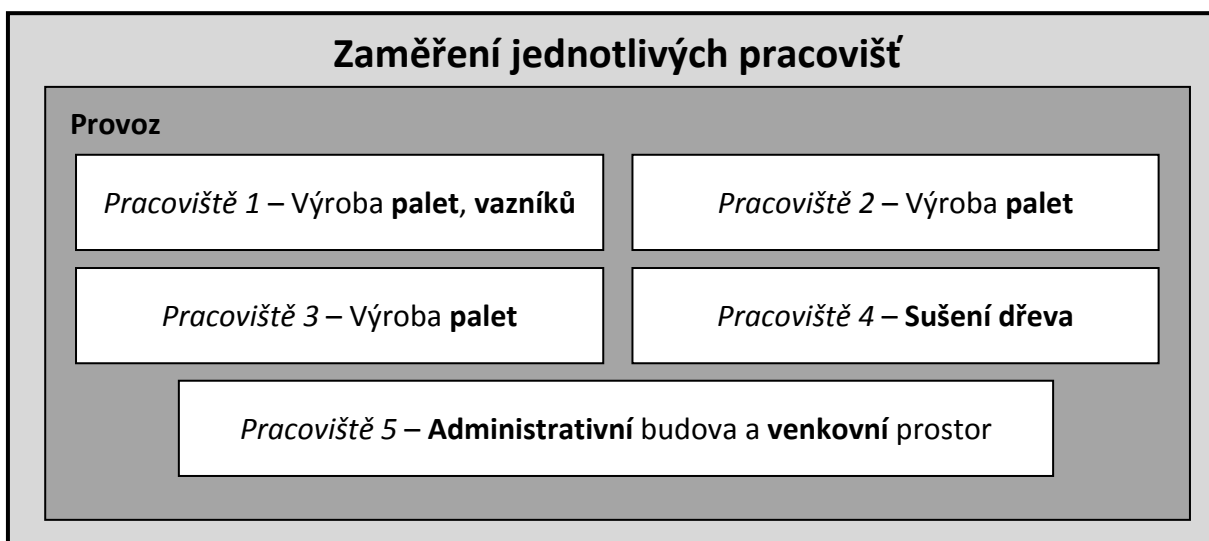 Zaměření jednotlivých pracovišť
Provoz
Pracoviště 1 – Výroba palet, vazníků
Pracoviště 2 – Výroba palet
Pracoviště 3 – Výroba palet
Pracoviště 4 – Sušení dřeva
Pracoviště 5 – Administrativní budova a venkovní prostor